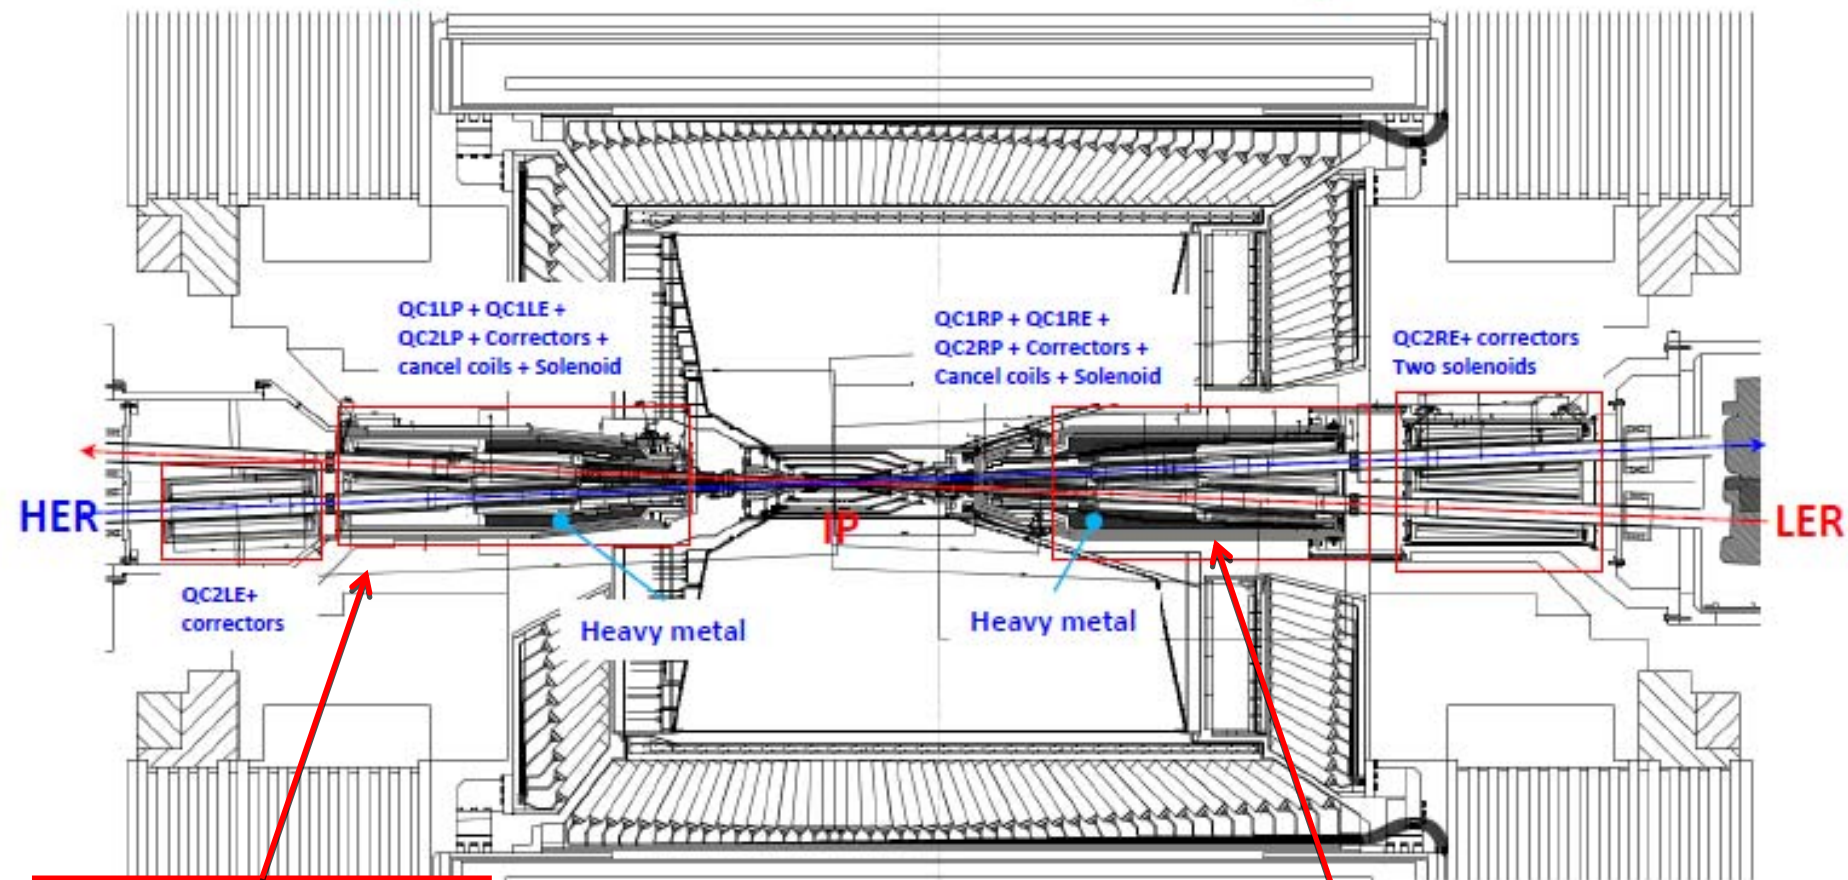 QC1LP + QC1LE +
QC2LP + Correctors +
cancel coils + Solenoid
QC1RP + QC1RE +
QC2RP + Correctors +
Cancel coils + Solenoid
QC2RE+ correctors
Two solenoids
HER
IP
LER
QC2LE+
correctors
Heavy metal
Heavy metal